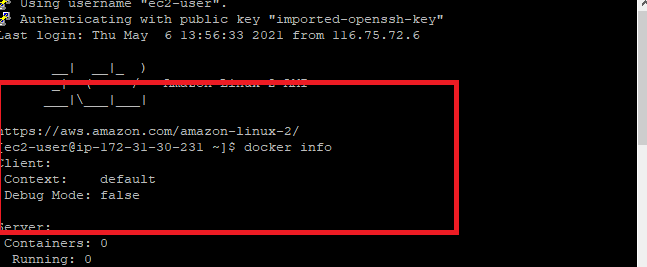 Using username "ec2-user".
Authenticating with public key "imported-openssh-key"
Last login: Thu May  6 13:56:33 2021 from 116.75.72.6
__|  __|_  )
_|  (     /   Amazon Linux 2 AMI
___|\___|___|
https://aws.amazon.com/amazon-linux-2/
[ec2-user@ip-172-31-30-231 ~]$ docker info
Client:
Context:    default
Debug Mode: false
Server:
Containers: 0
Running: 0